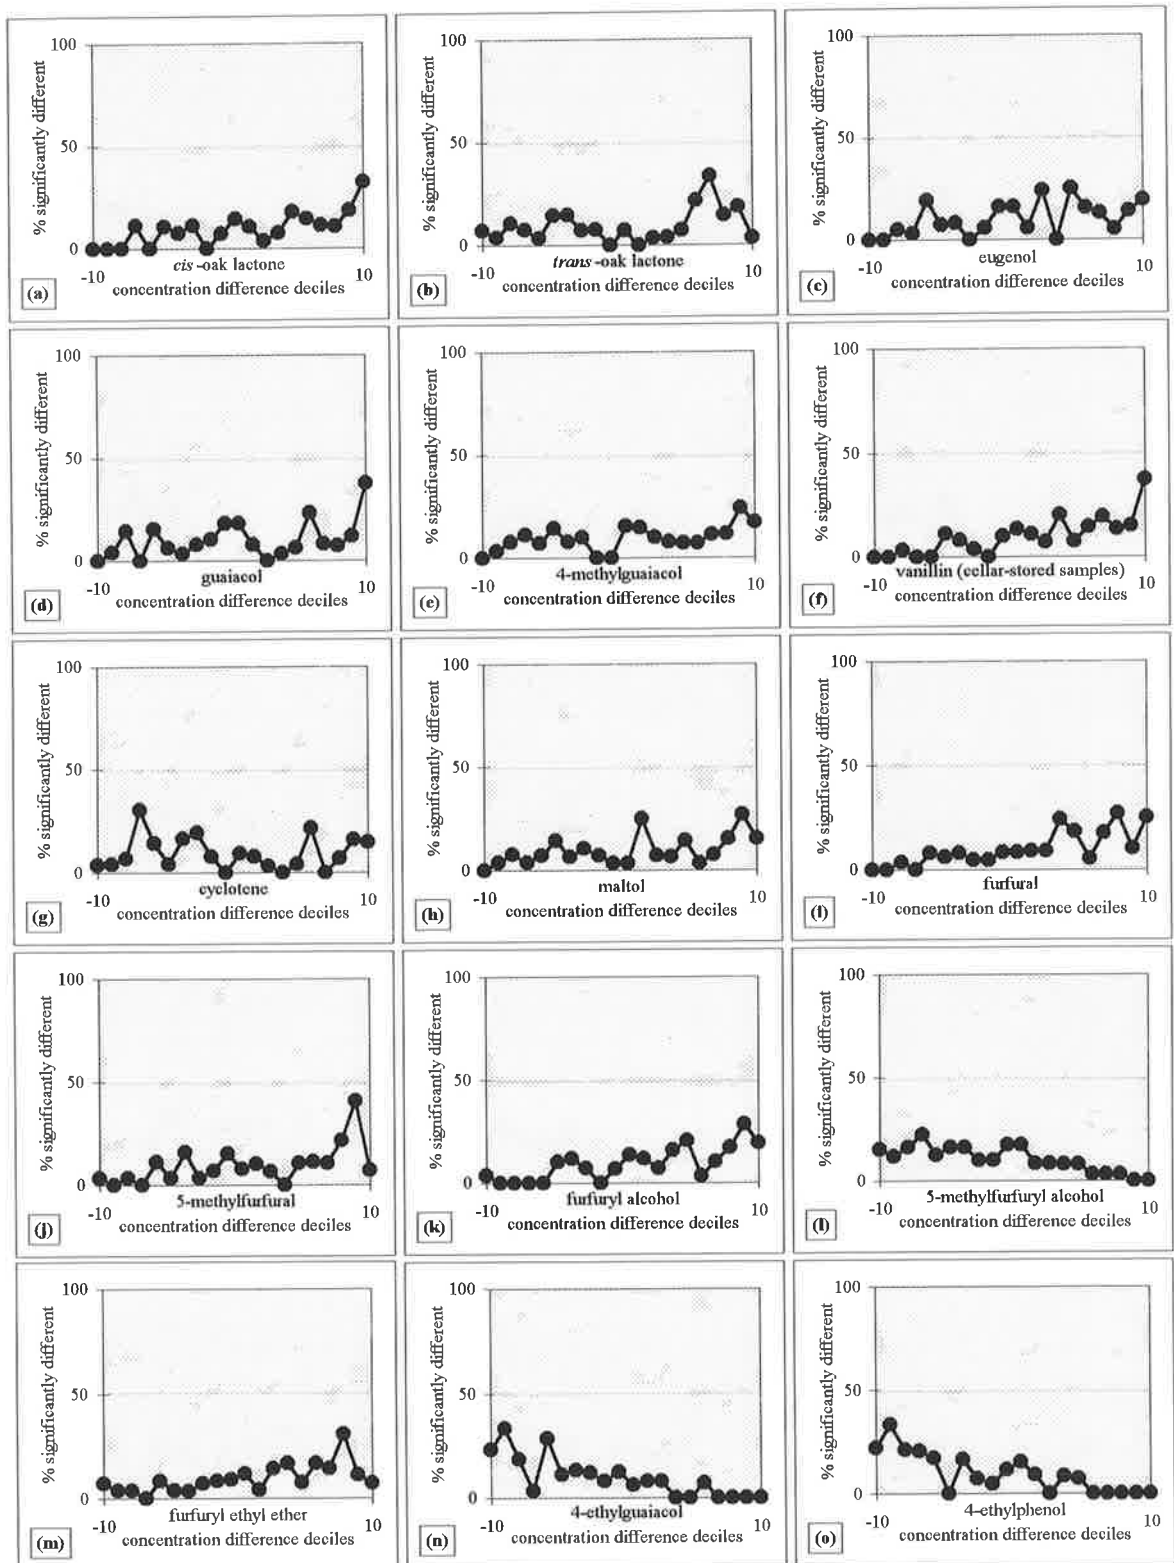 % significantly different
100
50
0
-10
10
cis-oak lactone
concentration difference deciles
(a)
% significantly different
100
50
0
-10
10
trans-oak lactone
concentration difference deciles
(b)
% significantly different
100
50
0
-10
10
eugenol
concentration difference deciles
(c)
% significantly different
100
50
0
-10
10
guaiacol
concentration difference deciles
(d)
% significantly different
100
50
0
-10
10
4-methylguaiacol
concentration difference deciles
(e)
% significantly different
100
50
0
-10
10
vanillin (cellar-stored samples)
concentration difference deciles
(f)
% significantly different
100
50
0
-10
10
cyclotene
concentration difference deciles
(g)
% significantly different
100
50
0
-10
10
maltol
concentration difference deciles
(h)
% significantly different
100
50
0
-10
10
furfural
concentration difference deciles
(i)
% significantly different
100
50
0
-10
10
5-methylfurfural
concentration difference deciles
(j)
% significantly different
100
50
0
-10
10
furfuryl alcohol
concentration difference deciles
(k)
% significantly different
100
50
0
-10
10
5-methylfurfuryl alcohol
concentration difference deciles
(l)
% significantly different
100
50
0
-10
10
furfuryl ethyl ether
concentration difference deciles
(m)
% significantly different
100
50
0
-10
10
4-ethylguaiacol
concentration difference deciles
(n)
% significantly different
100
50
0
-10
10
4-ethylphenol
concentration difference deciles
(o)